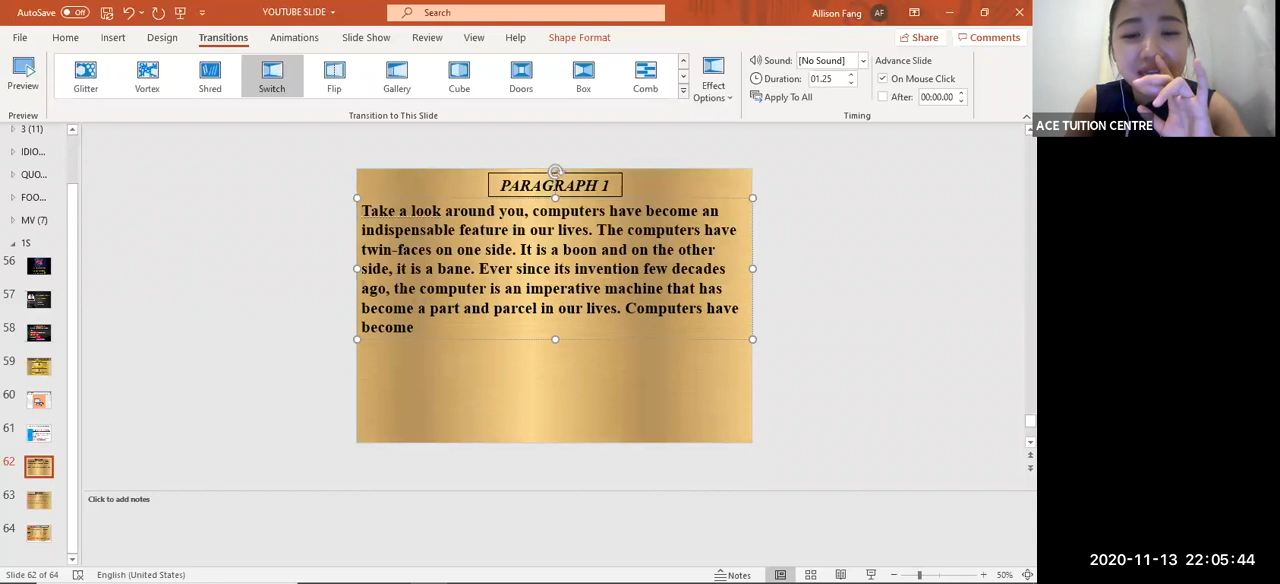 AutoSave Off YOUTUBE SLIDE Search Allison Fang AF
File Home Insert Design Transitions Animations Slide Show Review View Help Shape Format Share Comments
Preview Glitter Vortex Shred Switch Flip Gallery Cube Doors Box Comb Effect Options
Sound: [No Sound] Advance Slide
Duration: 01.25 On Mouse Click
Apply To All After: 00:00.00
Preview Transition to This Slide Timing
ACE TUITION CENTRE
3 (11)
IDIO...
QUO...
FOO...
MV (7)
1S
56
57
58
59
60
61
62
63
64
PARAGRAPH 1
Take a look around you, computers have become an
indispensable feature in our lives. The computers have
twin-faces on one side. It is a boon and on the other
side, it is a bane. Ever since its invention few decades
ago, the computer is an imperative machine that has
become a part and parcel in our lives. Computers have
become
Click to add notes
2020-11-13 22:05:44
Slide 62 of 64 English (United States) Notes 50%